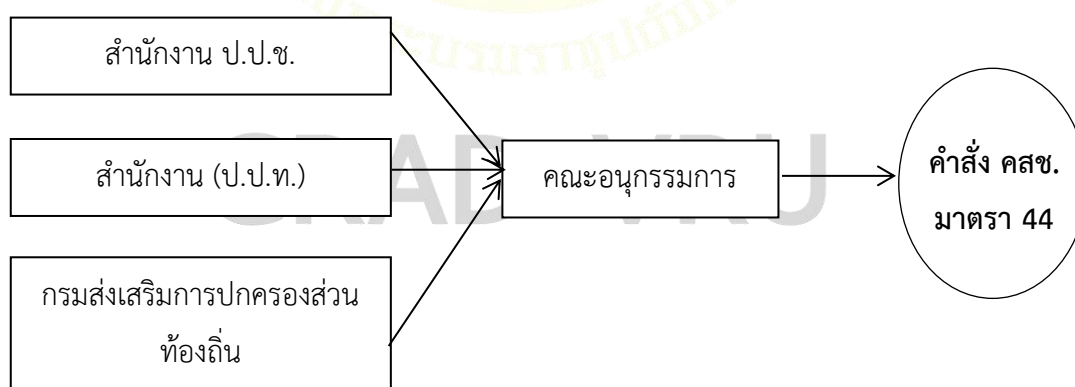 สำนักงาน ป.ป.ช.
สำนักงาน (ป.ป.ท.)
กรมส่งเสริมการปกครองส่วน
ท้องถิ่น
คณะอนุกรรมการ
คำสั่ง คสช.
มาตรา 44
GRAD VRU